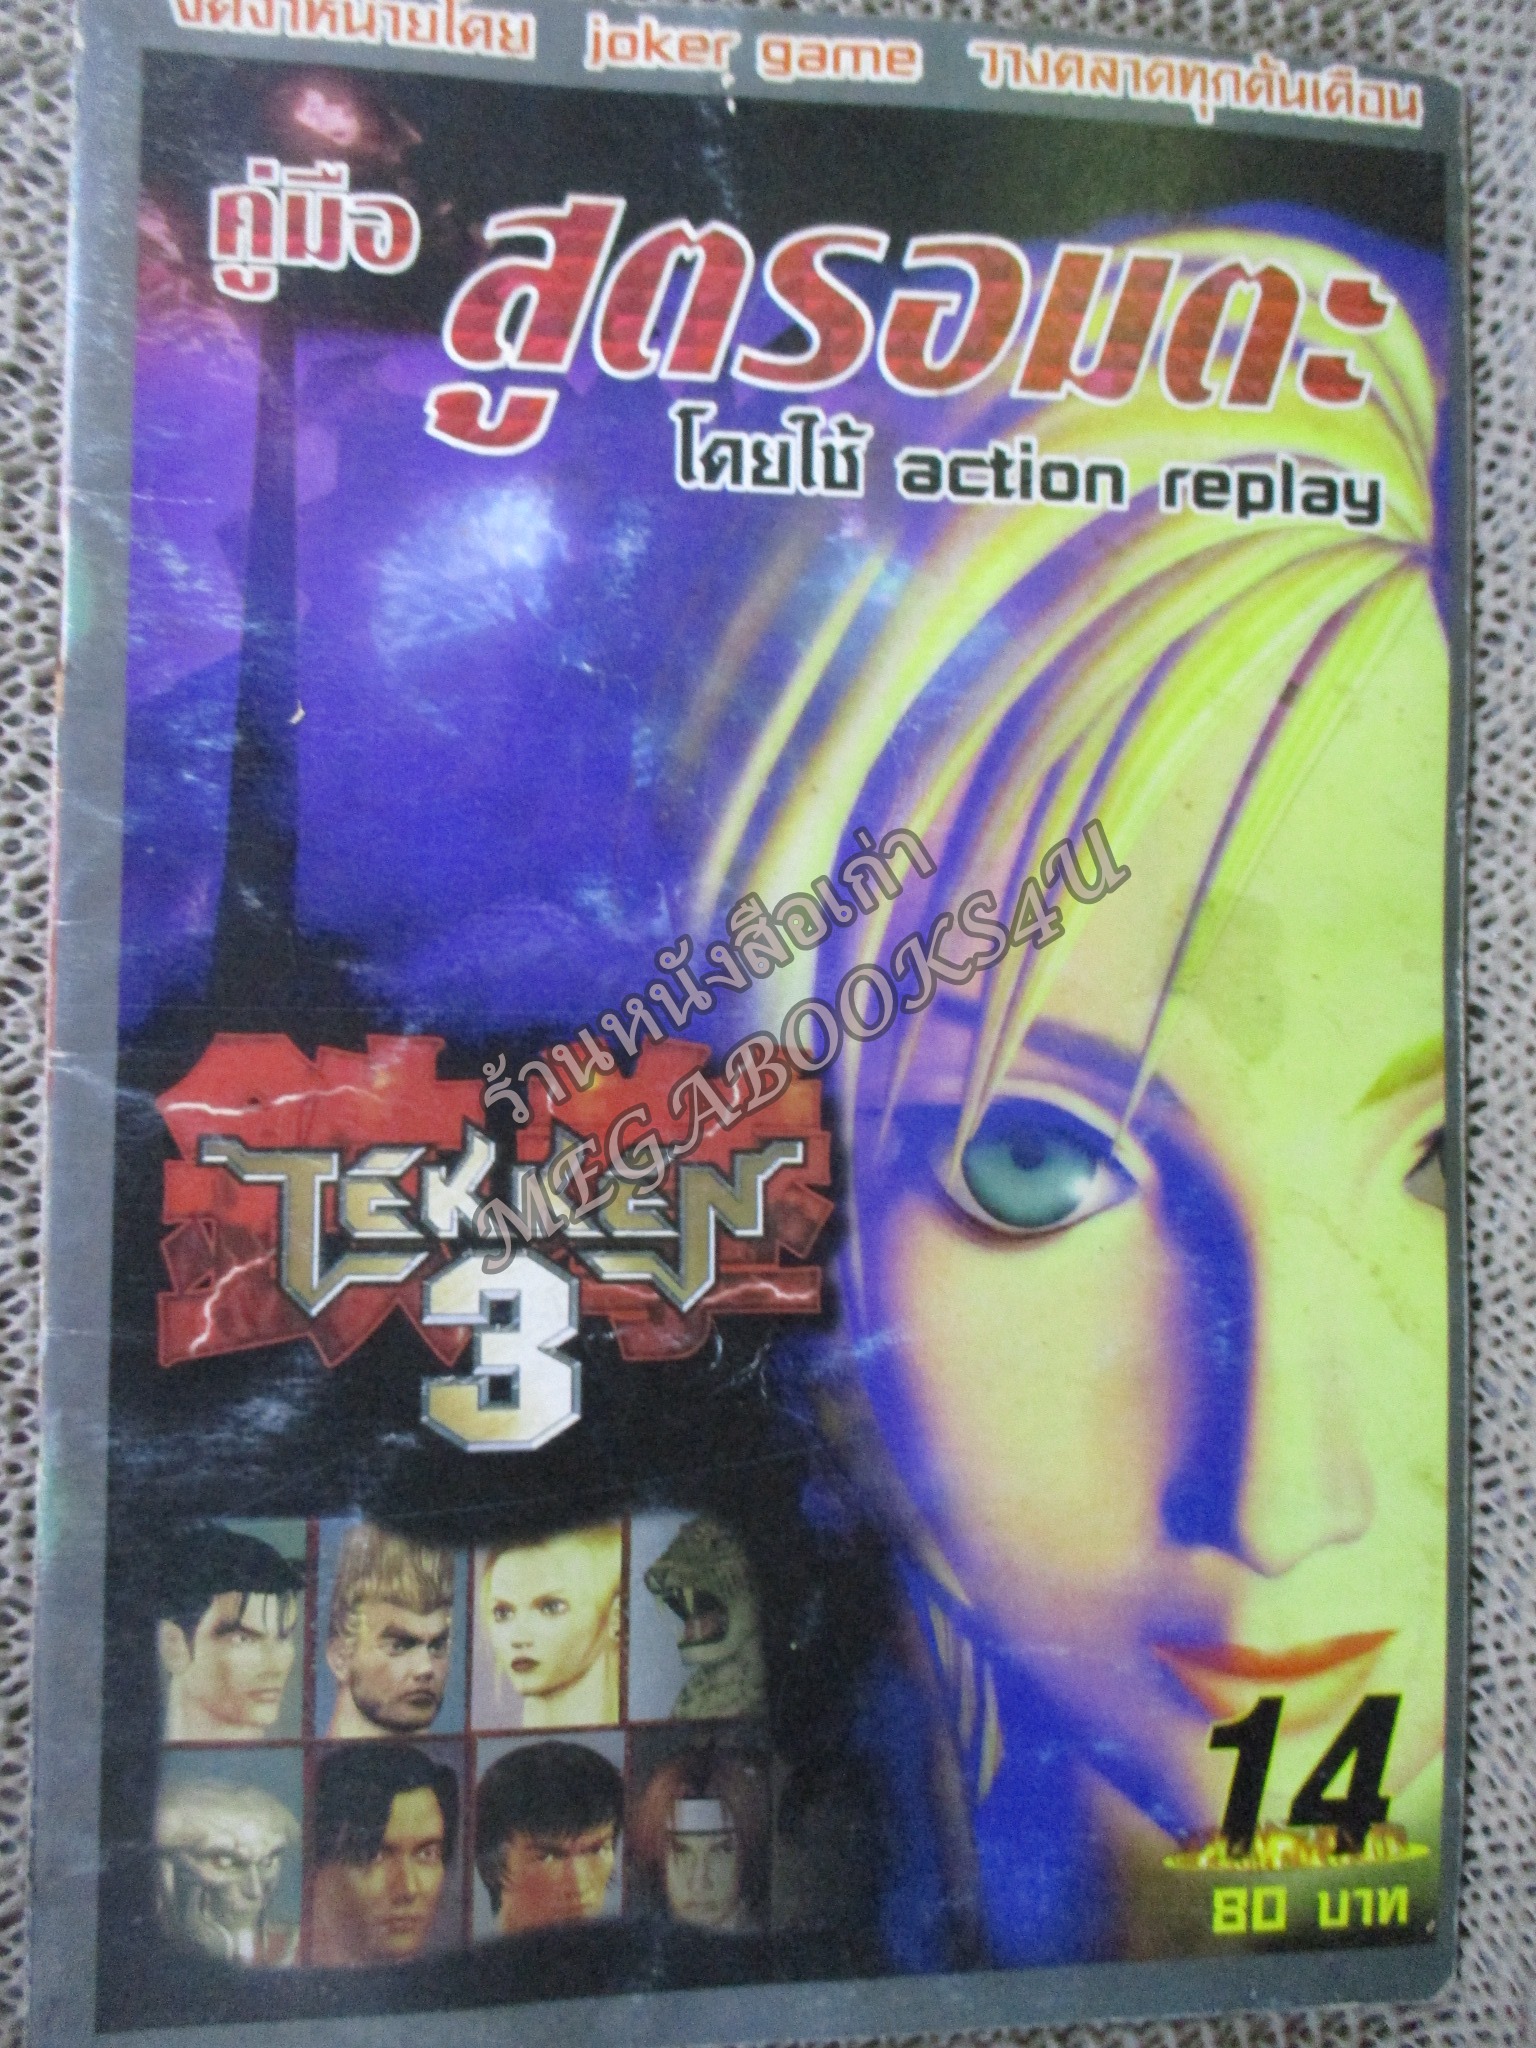 จัดจำหน่ายโดย joker game วางตลาดทุกต้นเดือน
คู่มือ สูตรอมตะ
โดยใช้ action replay
ร้านหนังสือเก่า
MEGABOOKS4U
TEKKEN
3
14
80 บาท